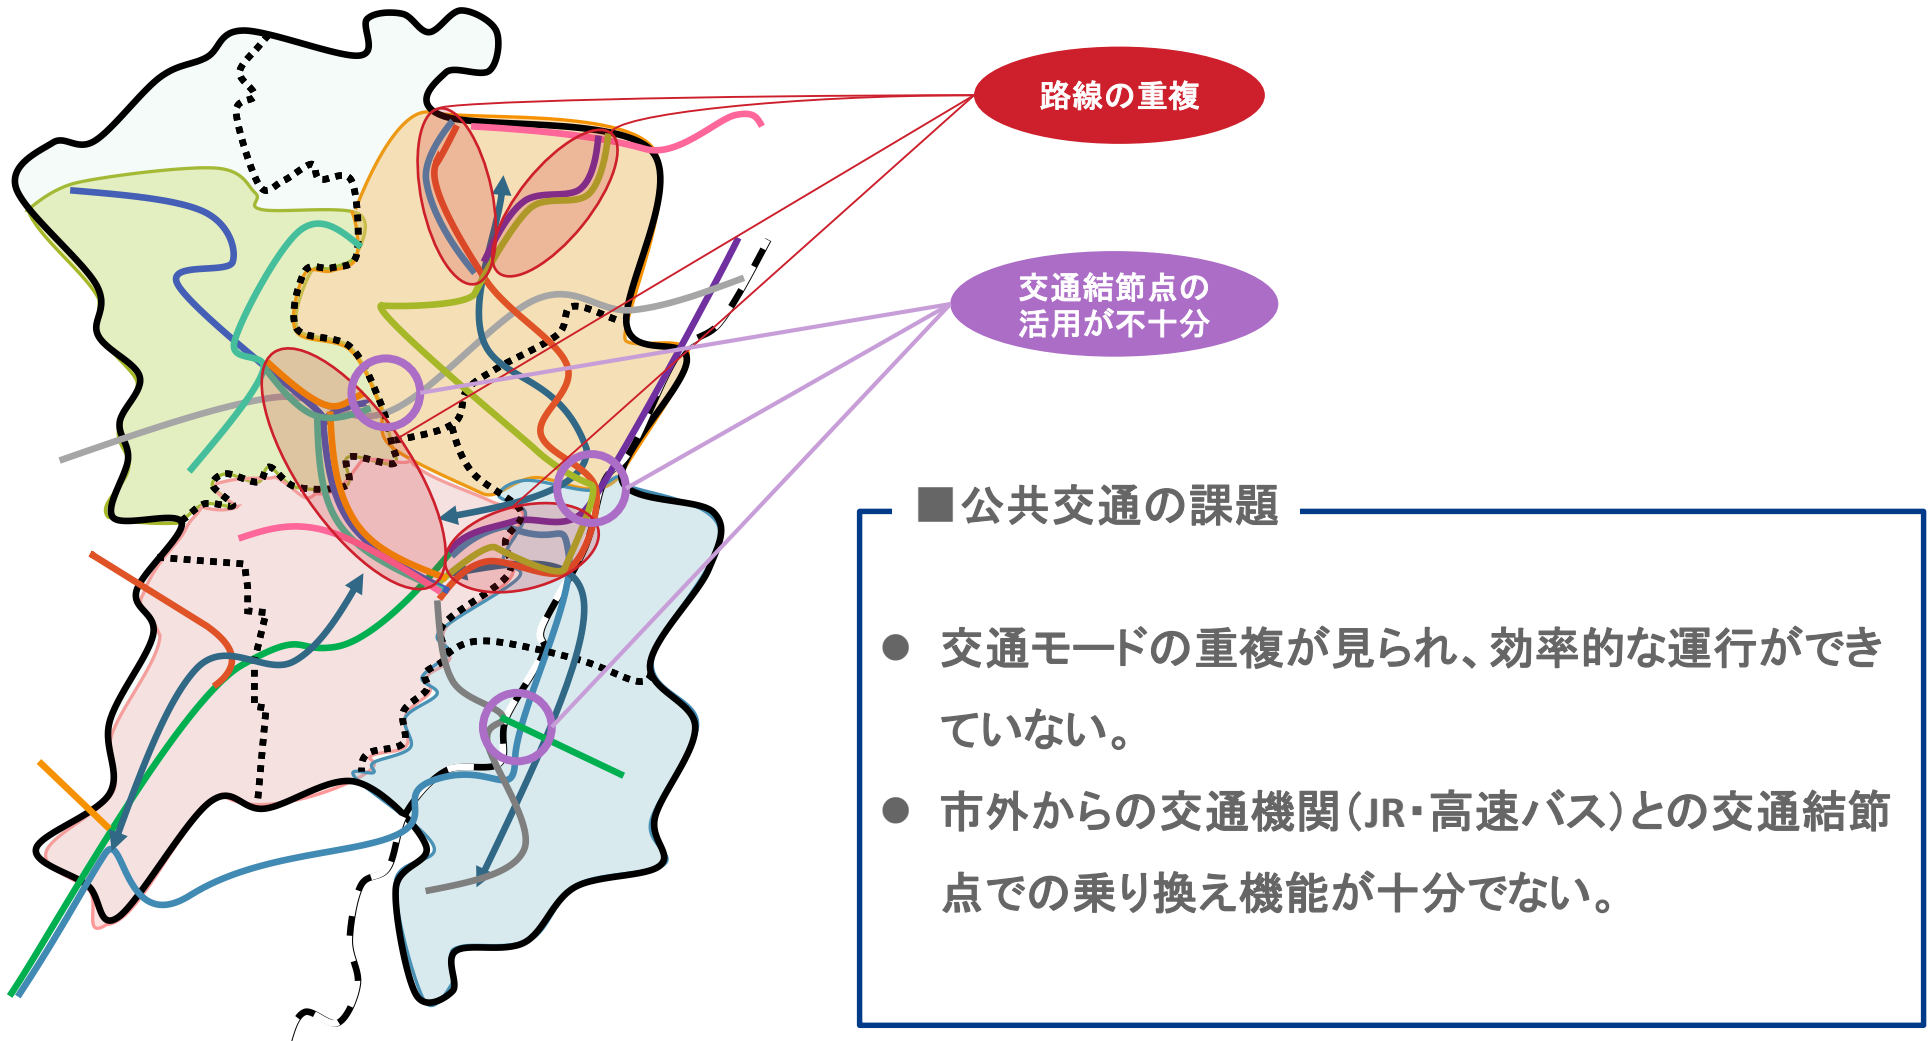 路線の重複
交通結節点の
活用が不十分
■公共交通の課題
● 交通モードの重複が見られ、効率的な運行ができ
ていない。
● 市外からの交通機関（JR・高速バス）との交通結節
点での乗り換え機能が十分でない。